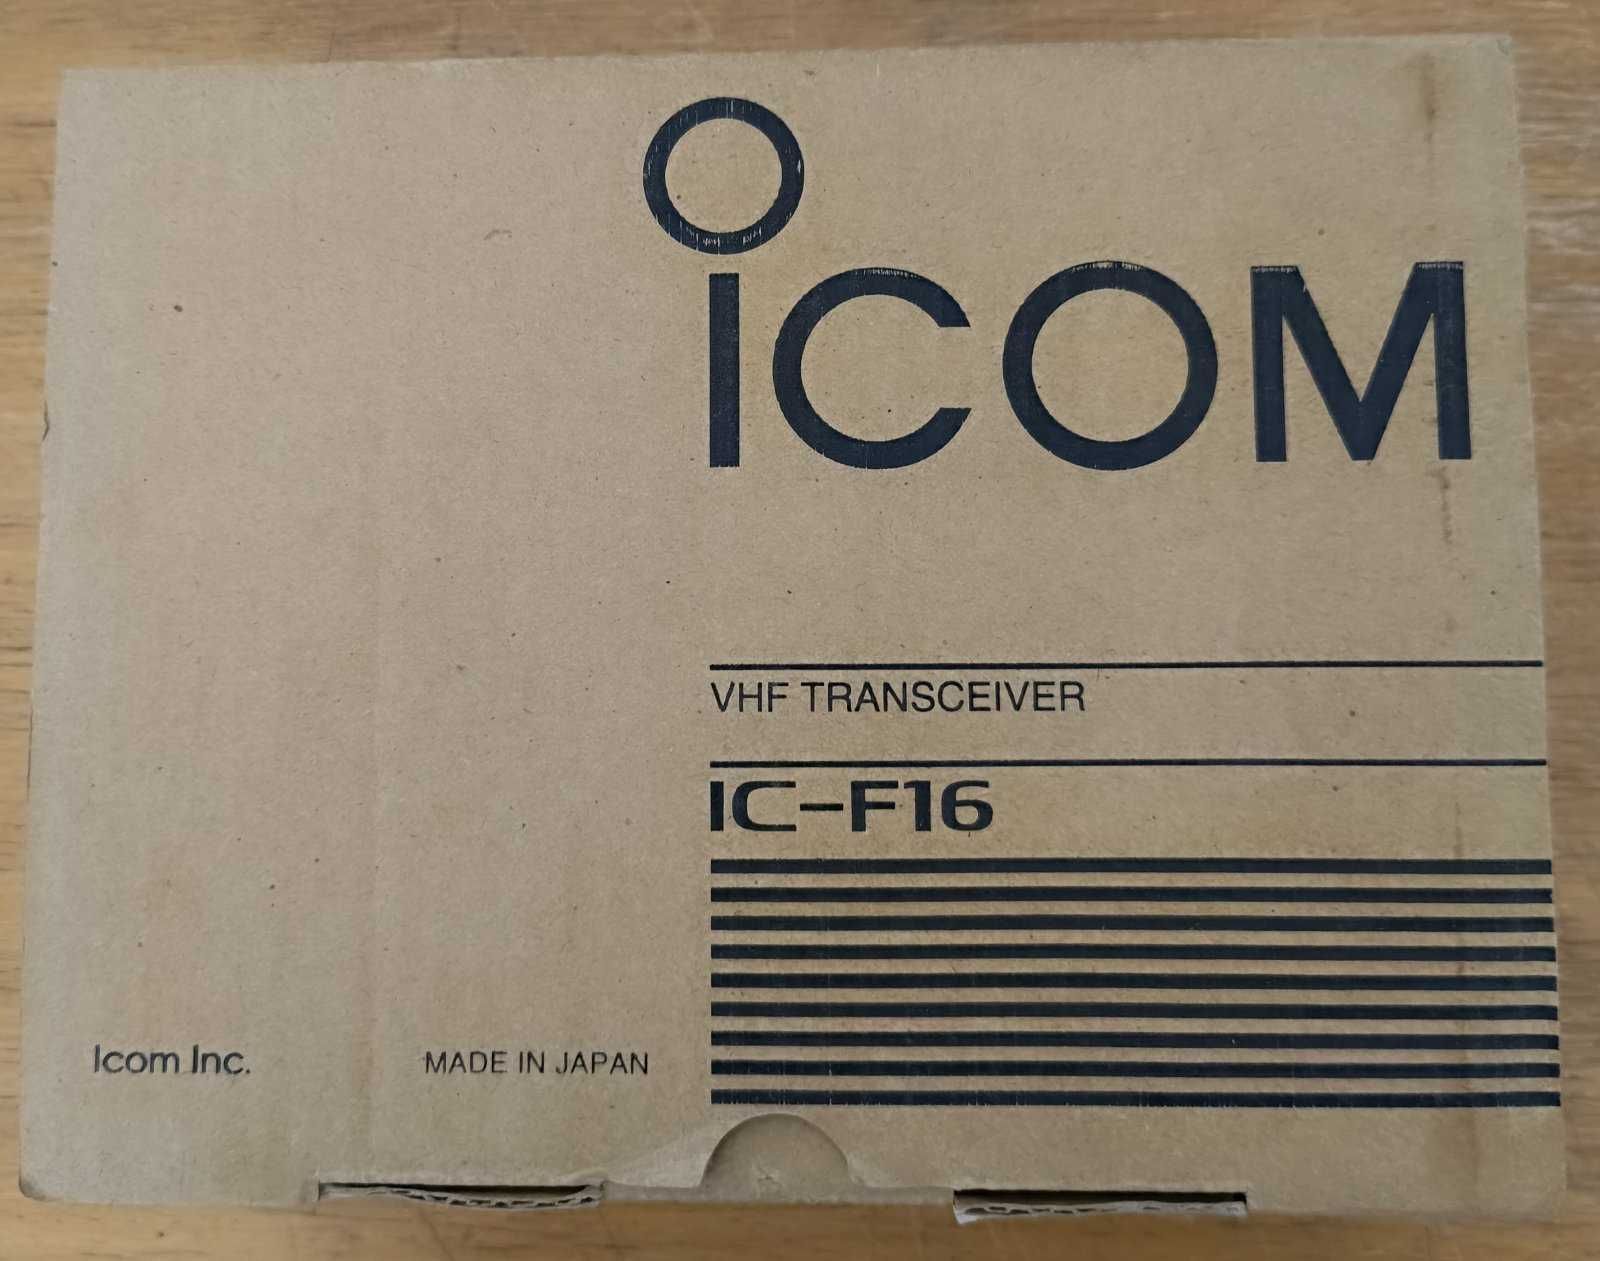 icom
VHF TRANSCEIVER
IC-F16
Icom Inc.
MADE IN JAPAN